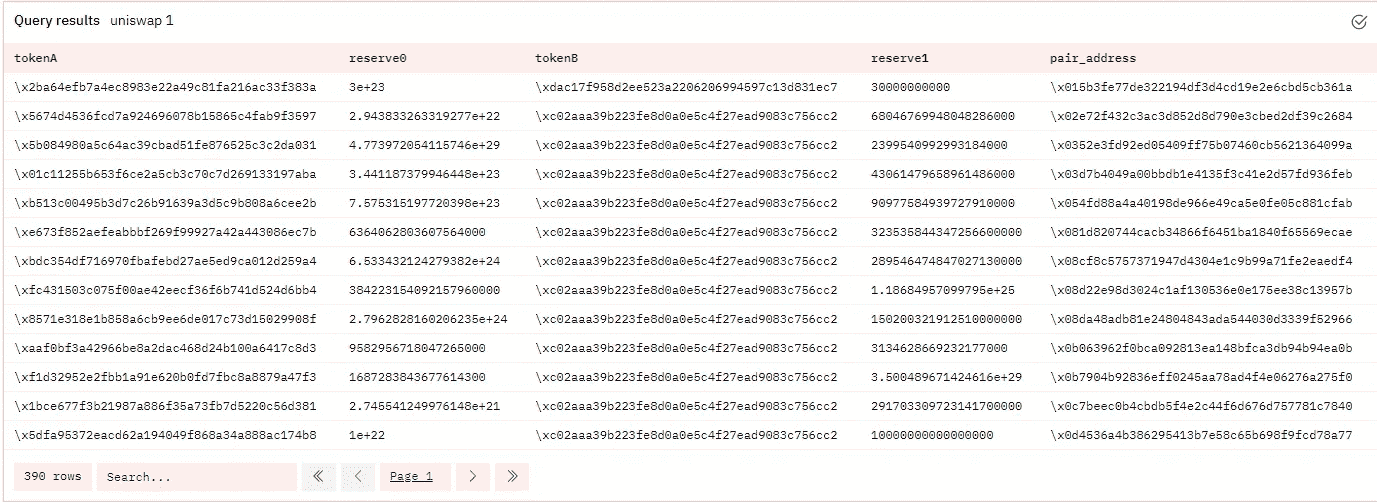 Query results uniswap 1
tokenA reserve0 tokenB reserve1 pair_address
\x2ba64efb7a4ec8983e22a49c81fa216ac33f383a 3e+23 \xdac17f958d2ee523a2206206994597c13d831ec7 30000000000 \x015b3fe77de322194df3d4cd19e2e6cbd5cb361a
\x5674d4536fcd7a924696078b15865c4fab9f3597 2.943833263319277e+22 \xc02aaa39b223fe8d0a0e5c4f27ead9083c756cc2 68046769948048286000 \x02e72f432c3ac3d852d8d790e3cbed2df39c2684
\x5b084980a5c64ac39cbad51fe876525c3c2da031 4.773972054115746e+29 \xc02aaa39b223fe8d0a0e5c4f27ead9083c756cc2 2399540992993184000 \x0352e3fd92ed05409ff75b07460cb5621364099a
\x01c11255b653f6ce2a5cb3c70c7d269133197aba 3.441187379946448e+23 \xc02aaa39b223fe8d0a0e5c4f27ead9083c756cc2 43061479658961486000 \x03d7b4049a00bbdb1e4135f3c41e2d57fd936feb
\xb513c00495b3d7c26b91639a3d5c9b808a6cee2b 7.575315197720398e+23 \xc02aaa39b223fe8d0a0e5c4f27ead9083c756cc2 90977584939727910000 \x054fd88a4a40198de966e49ca5e0fe05c881cfab
\xe673f852aefeabbbf269f99927a42a443086ec7b 6364062803607564000 \xc02aaa39b223fe8d0a0e5c4f27ead9083c756cc2 323535844347256600000 \x081d820744cacb34866f6451ba1840f65569ecae
\xbdc354df716970fbafebd27ae5ed9ca012d259a4 6.533432124279382e+24 \xc02aaa39b223fe8d0a0e5c4f27ead9083c756cc2 289546474847027130000 \x08cf8c5757371947d4304e1c9b99a71fe2eaedf4
\xfc431503c075f00ae42eecf36f6b741d524d6bb4 384223154092157960000 \xc02aaa39b223fe8d0a0e5c4f27ead9083c756cc2 1.18684957099795e+25 \x08d22e98d3024c1af130536e0e175ee38c13957b
\x8571e318e1b858a6cb9ee6de017c73d15029908f 2.7962828160206235e+24 \xc02aaa39b223fe8d0a0e5c4f27ead9083c756cc2 150200321912510000000 \x08da48adb81e24804843ada544030d3339f52966
\xaaf0bf3a42966be8a2dac468d24b100a6417c8d3 9582956718047265000 \xc02aaa39b223fe8d0a0e5c4f27ead9083c756cc2 3134628669232177000 \x0b063962f0bca092813ea148bfca3db94b94ea0b
\xf1d32952e2fbb1a91e620b0fd7fbc8a8879a47f3 1687283843677614300 \xc02aaa39b223fe8d0a0e5c4f27ead9083c756cc2 3.500489671424616e+29 \x0b7904b92836eff0245aa78ad4f4e06276a275f0
\x1bce677f3b21987a886f35a73fb7d5220c56d381 2.745541249976148e+21 \xc02aaa39b223fe8d0a0e5c4f27ead9083c756cc2 291703309723141700000 \x0c7beec0b4cbdb5f4e2c44f6d676d757781c7840
\x5dfa95372eacd62a194049f868a34a888ac174b8 1e+22 \xc02aaa39b223fe8d0a0e5c4f27ead9083c756cc2 10000000000000000 \x0d4536a4b386295413b7e58c65b698f9fcd78a77
390 rows Search... Page 1